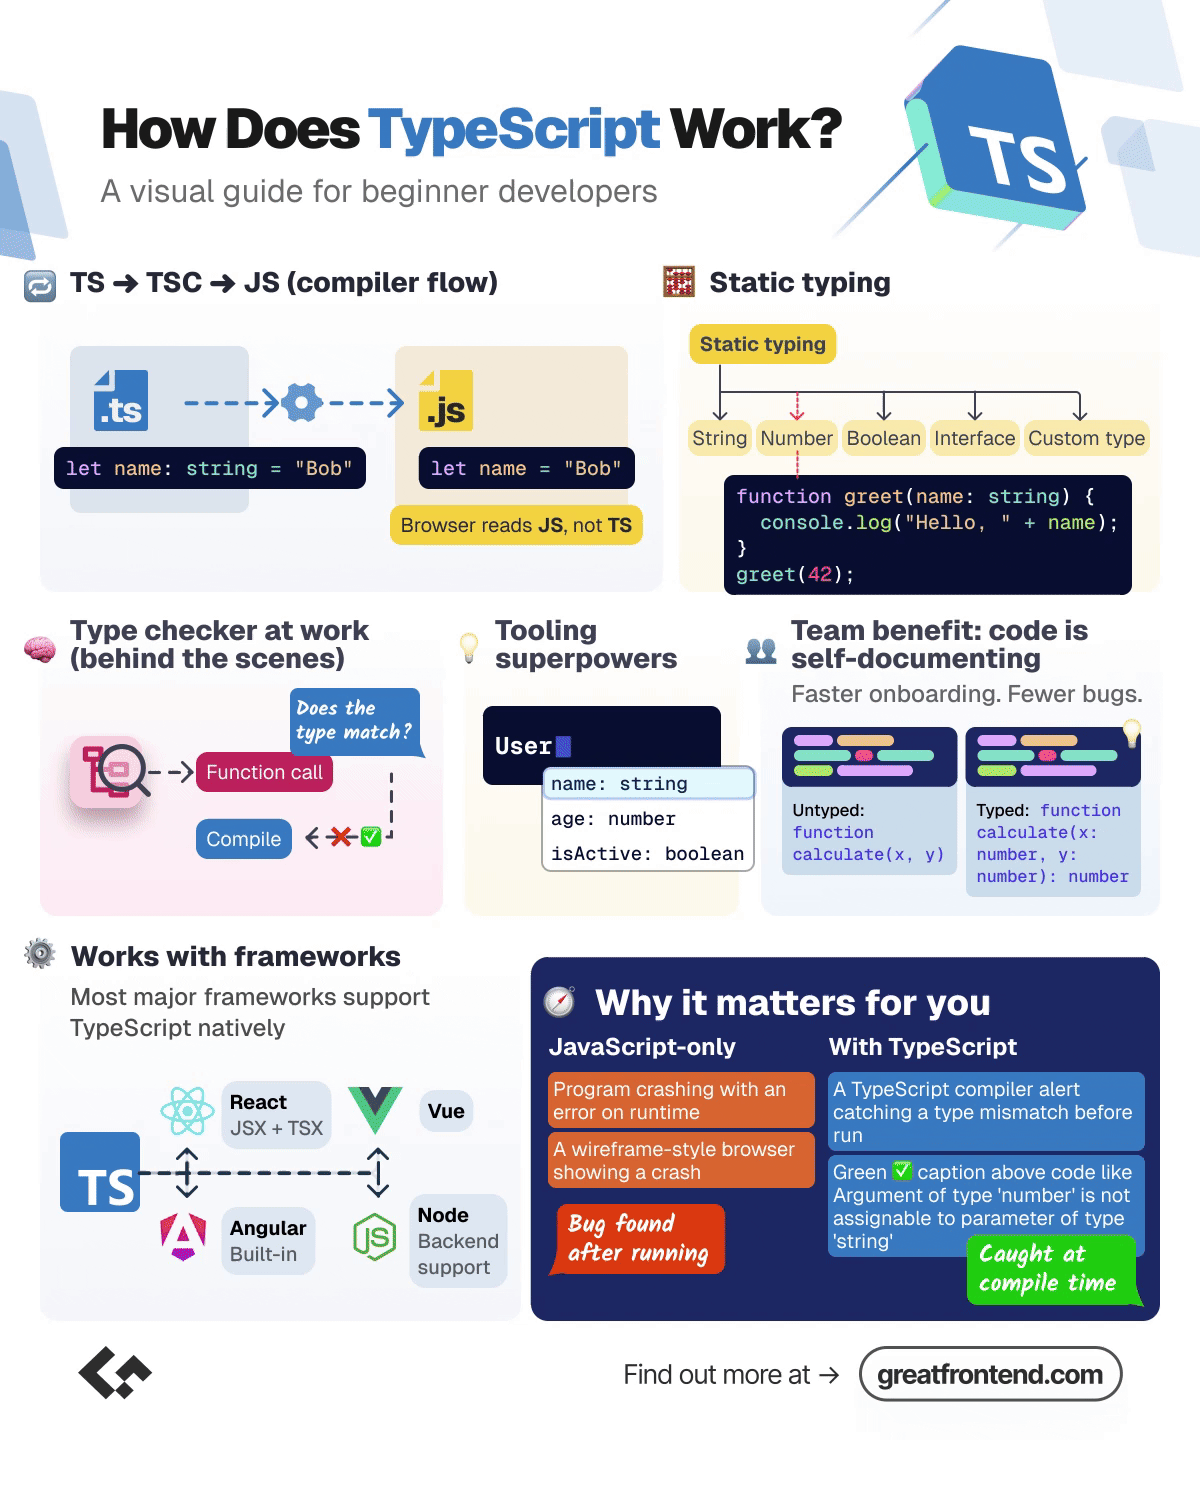 How Does TypeScript Work?
A visual guide for beginner developers
TS
TS → TSC → JS (compiler flow)
.ts
.js
let name: string = "Bob"
let name = "Bob"
Browser reads JS, not TS
Static typing
Static typing
String
Number
Boolean
Interface
Custom type
function greet(name: string) {
console.log("Hello, " + name);
}
greet(42);
Type checker at work
(behind the scenes)
Does the
type match?
Function call
Compile
Tooling
superpowers
User
name: string
age: number
isActive: boolean
Team benefit: code is
self-documenting
Faster onboarding. Fewer bugs.
Untyped:
function
calculate(x, y)
Typed: function
calculate(x:
number, y:
number): number
Works with frameworks
Most major frameworks support
TypeScript natively
TS
React
JSX + TSX
Vue
Angular
Built-in
JS
Node
Backend
support
Why it matters for you
JavaScript-only
Program crashing with an
error on runtime
A wireframe-style browser
showing a crash
Bug found
after running
With TypeScript
A TypeScript compiler alert
catching a type mismatch before
run
Green ✅ caption above code like
Argument of type 'number' is not
assignable to parameter of type
'string'
Caught at
compile time
Find out more at →
greatfrontend.com